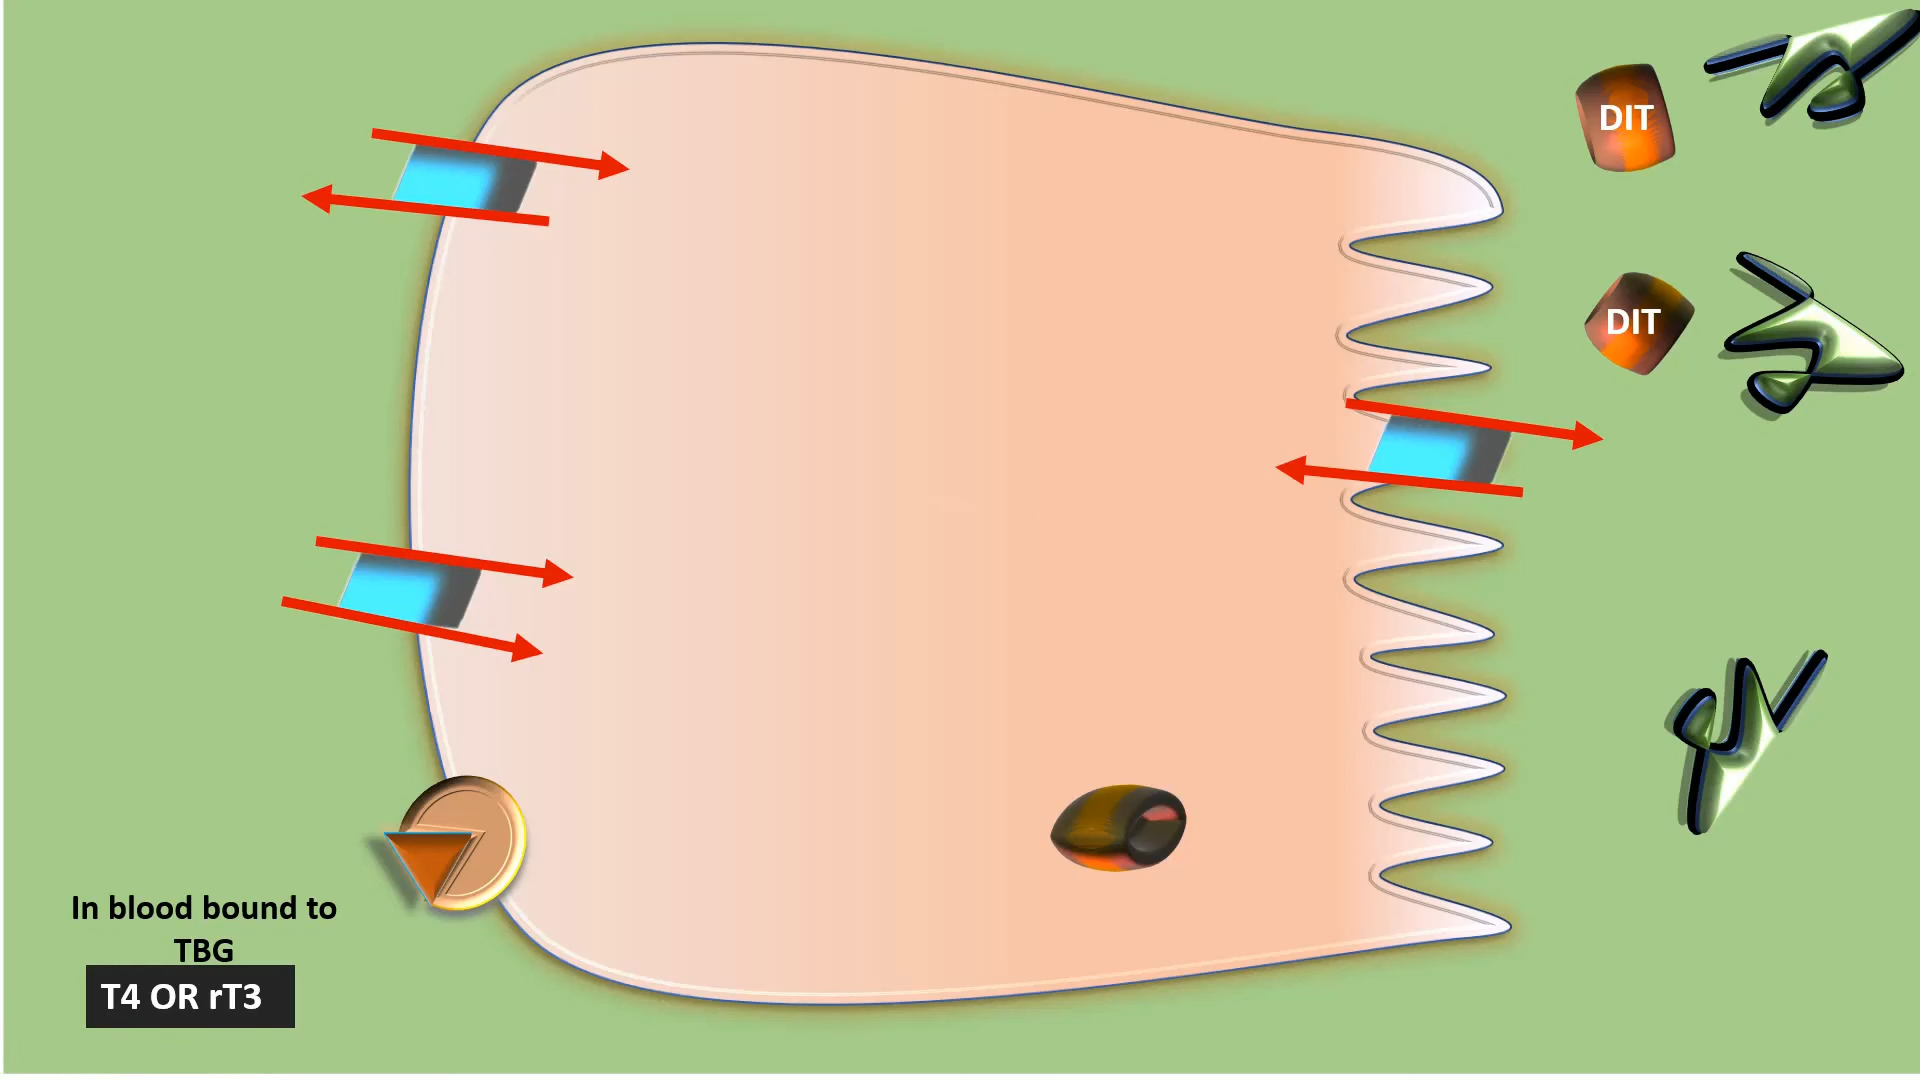 DIT
DIT
In blood bound to
TBG
T4 OR rT3